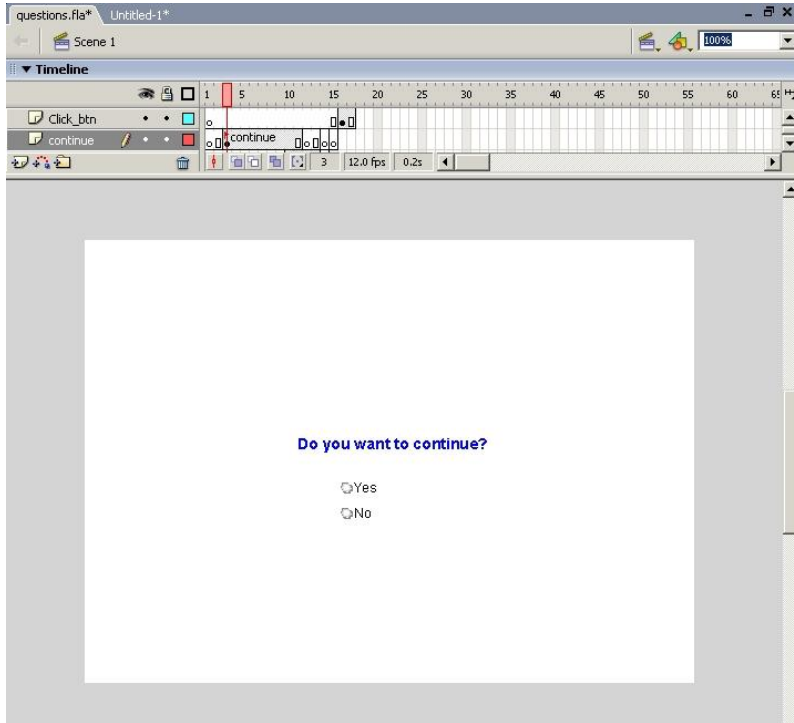 questions.fla* Untitled-1*
Scene 1 100%
Timeline
1 5 10 15 20 25 30 35 40 45 50 55 60 65
Click_btn
continue continue
3 12.0 fps 0.2s
Do you want to continue?
Yes
No